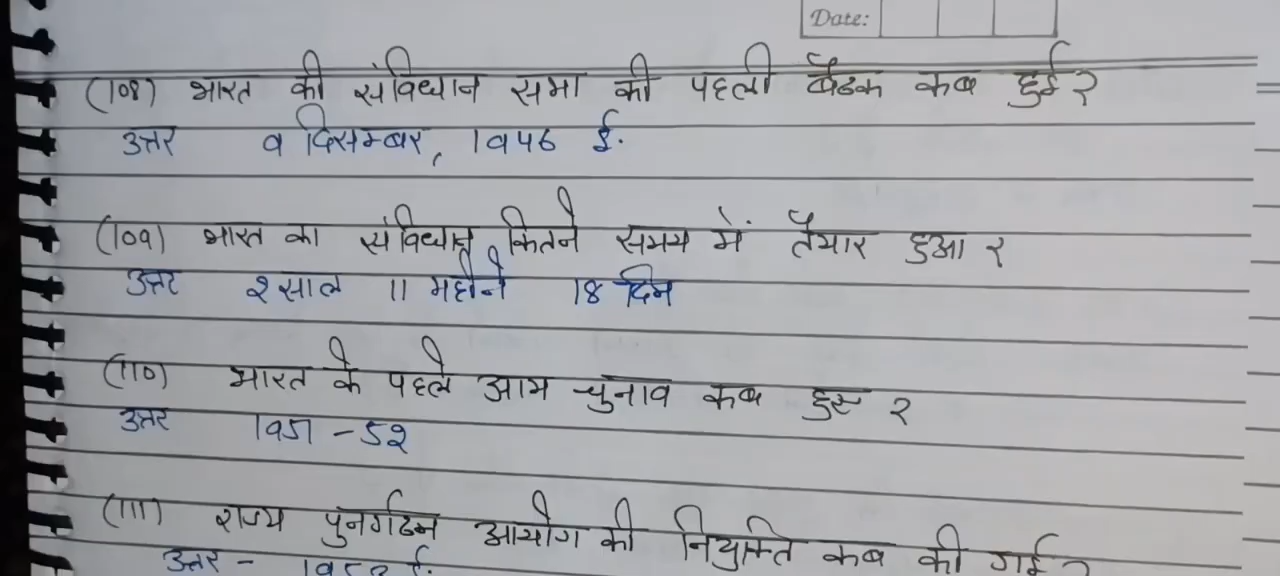 Date:
(108) भारत की संविधान सभा की पहली बैठक कब हुई?
उत्तर 9 दिसम्बर, 1946 ई.
(109) भारत का संविधान कितने समय में तैयार हुआ?
उत्तर 2 साल 11 महीने 18 दिन
(110) भारत के पहले आम चुनाव कब हुए?
उत्तर 1951-52
(111) राज्य पुनर्गठन आयोग की नियुक्ति कब की गई?
उत्तर - ई.